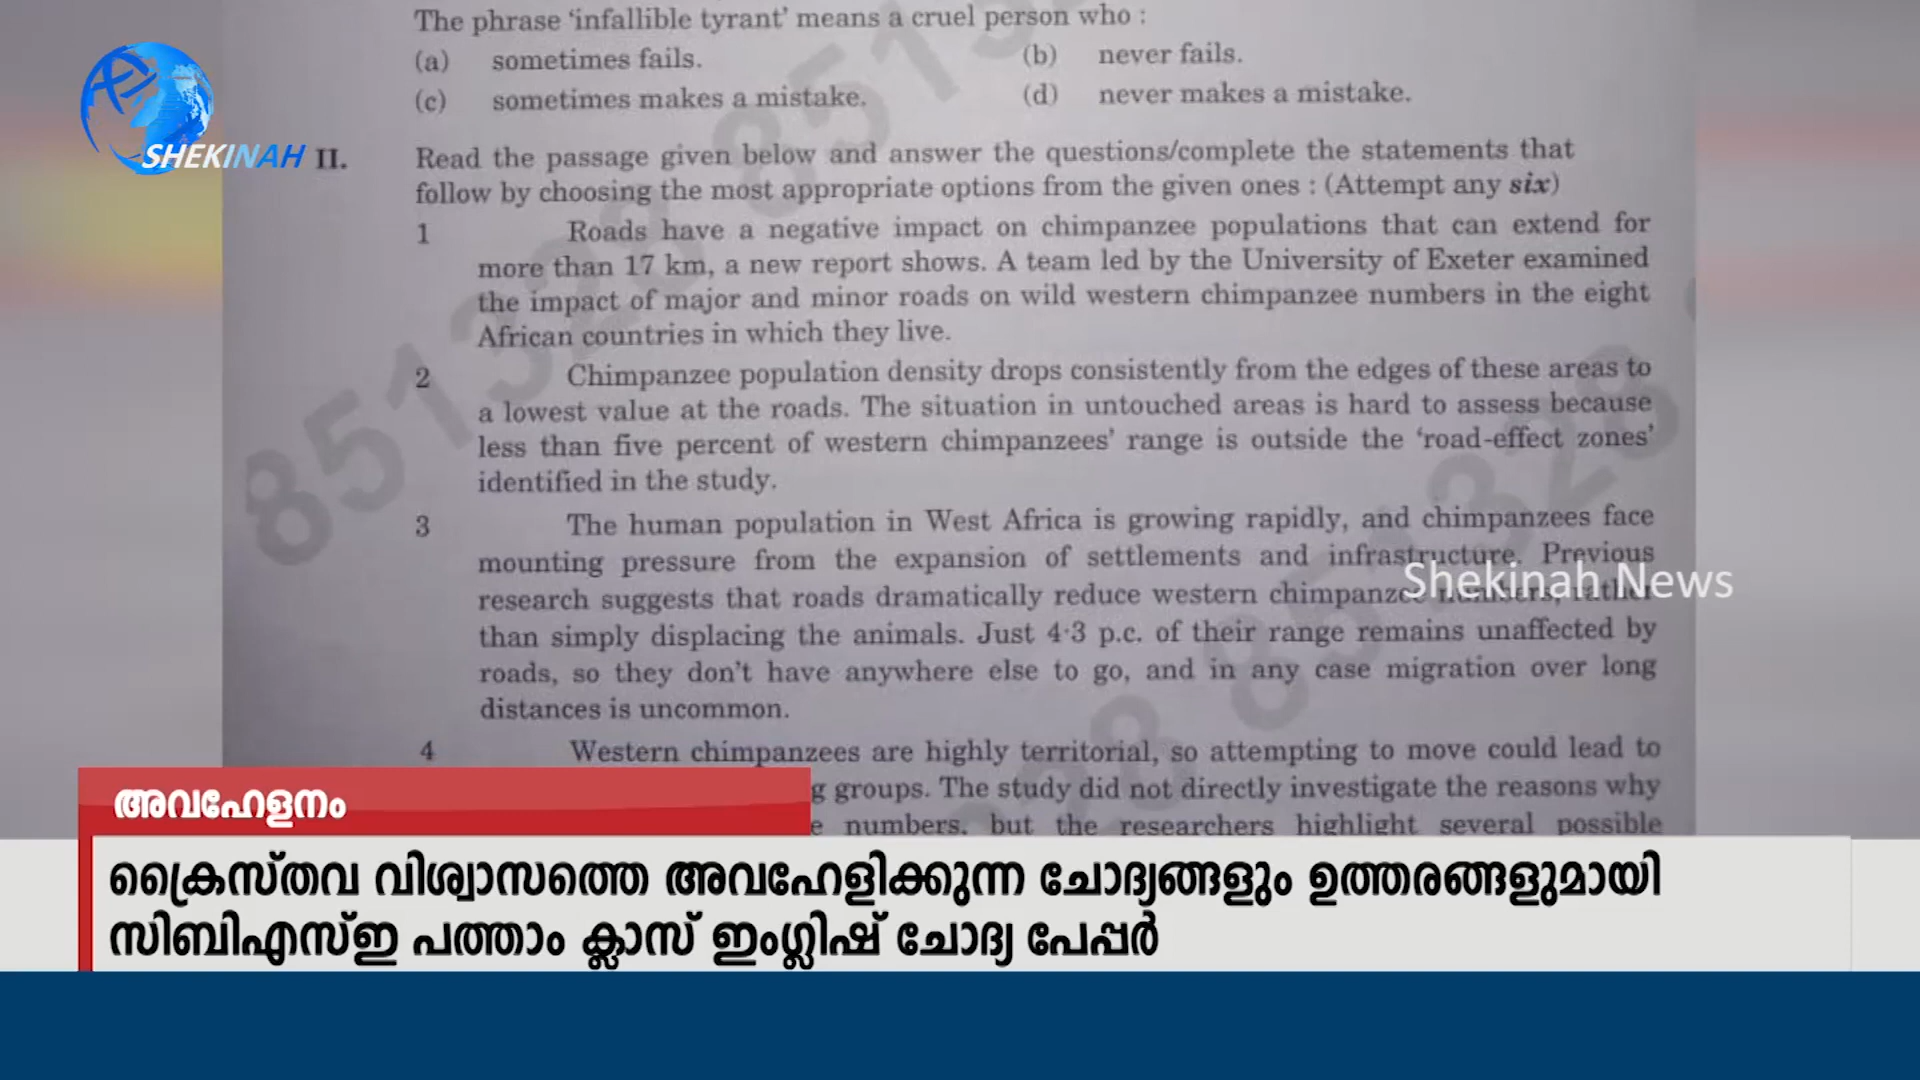 The phrase ‘infallible tyrant’ means a cruel person who :
(a) sometimes fails. (b) never fails.
(c) sometimes makes a mistake. (d) never makes a mistake.
SHEKINAH
II. Read the passage given below and answer the questions/complete the statements that
follow by choosing the most appropriate options from the given ones : (Attempt any six)
1 Roads have a negative impact on chimpanzee populations that can extend for
more than 17 km, a new report shows. A team led by the University of Exeter examined
the impact of major and minor roads on wild western chimpanzee numbers in the eight
African countries in which they live.
2 Chimpanzee population density drops consistently from the edges of these areas to
a lowest value at the roads. The situation in untouched areas is hard to assess because
less than five percent of western chimpanzees’ range is outside the ‘road-effect zones’
identified in the study.
3 The human population in West Africa is growing rapidly, and chimpanzees face
mounting pressure from the expansion of settlements and infrastructure. Previous
Shekinah News
research suggests that roads dramatically reduce western chimpanzee numbers, rather
than simply displacing the animals. Just 4·3 p.c. of their range remains unaffected by
roads, so they don’t have anywhere else to go, and in any case migration over long
distances is uncommon.
4 Western chimpanzees are highly territorial, so attempting to move could lead to
groups. The study did not directly investigate the reasons why
numbers, but the researchers highlight several possible
851328 851328
851328 851328
അവഹേളനം
ക്രൈസ്തവ വിശ്വാസത്തെ അവഹേളിക്കുന്ന ചോദ്യങ്ങളും ഉത്തരങ്ങളുമായി
സിബിഎസ്ഇ പത്താം ക്ലാസ് ഇംഗ്ലിഷ് ചോദ്യ പേപ്പർ